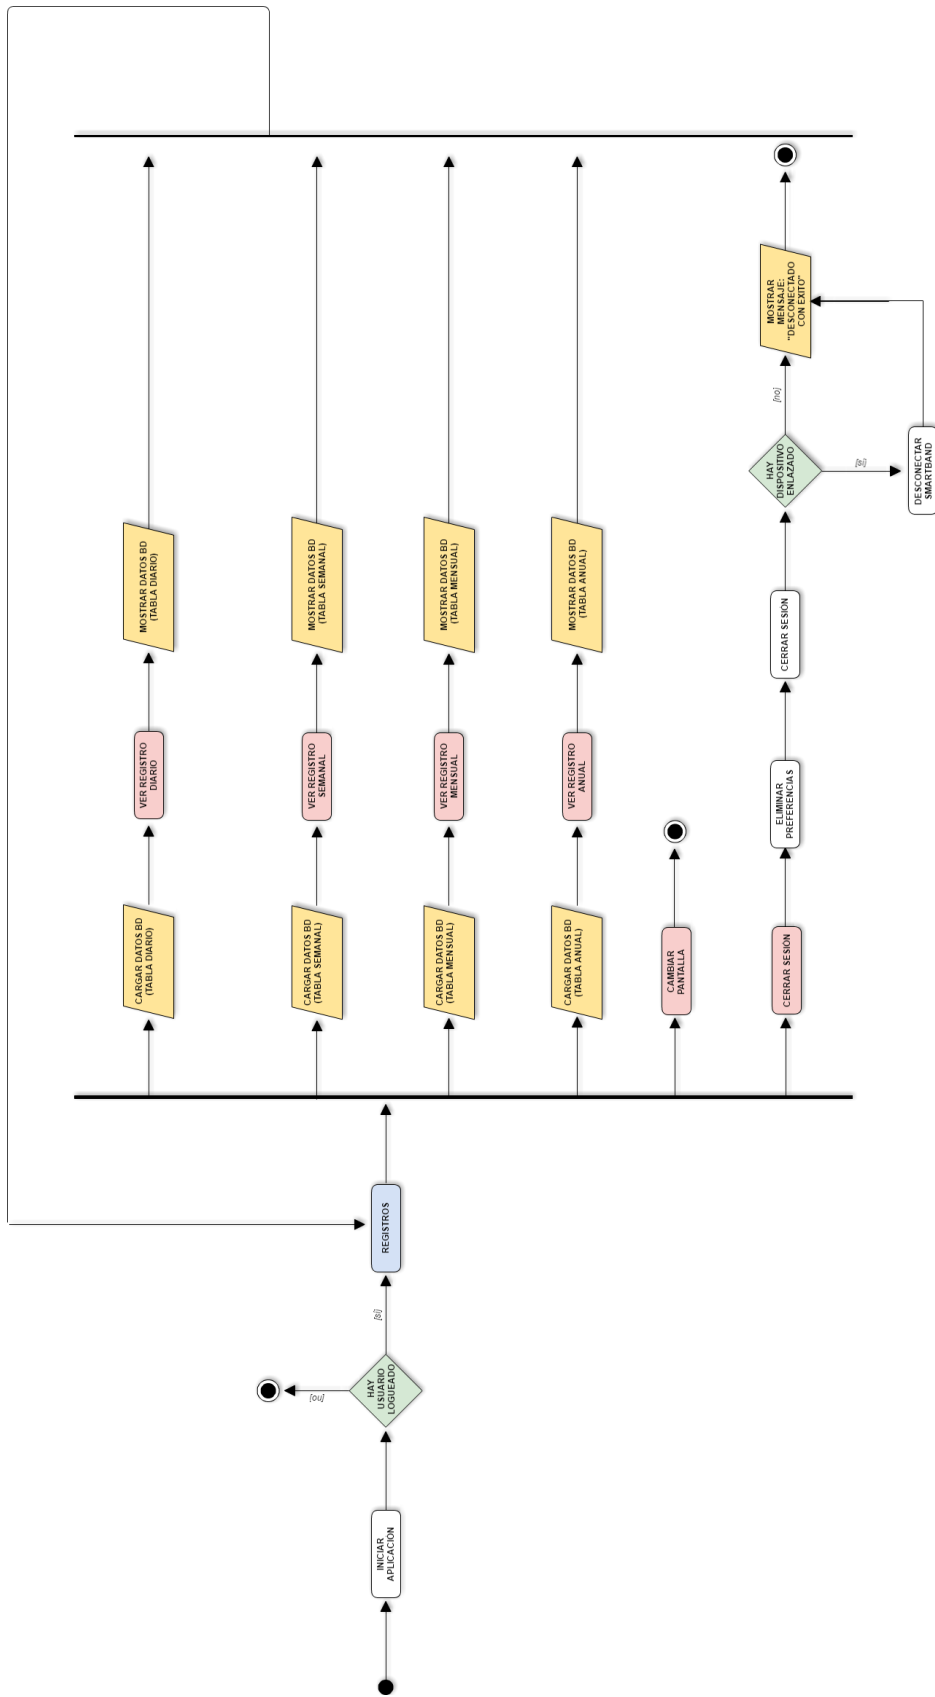 INICIAR
APLICACIÓN
HAY
USUARIO
LOGUEADO
[no]
[si]
REGISTROS
CARGAR DATOS BD
(TABLA DIARIO)
VER REGISTRO
DIARIO
MOSTRAR DATOS BD
(TABLA DIARIO)
CARGAR DATOS BD
(TABLA SEMANAL)
VER REGISTRO
SEMANAL
MOSTRAR DATOS BD
(TABLA SEMANAL)
CARGAR DATOS BD
(TABLA MENSUAL)
VER REGISTRO
MENSUAL
MOSTRAR DATOS BD
(TABLA MENSUAL)
CARGAR DATOS BD
(TABLA ANUAL)
VER REGISTRO
ANUAL
MOSTRAR DATOS BD
(TABLA ANUAL)
CAMBIAR
PANTALLA
CERRAR SESIÓN
ELIMINAR
PREFERENCIAS
CERRAR SESIÓN
HAY
DISPOSITIVO
ENLAZADO
[no]
[si]
DESCONECTAR
SMARTBAND
MOSTRAR
MENSAJE:
"DESCONECTADO
CON EXITO"